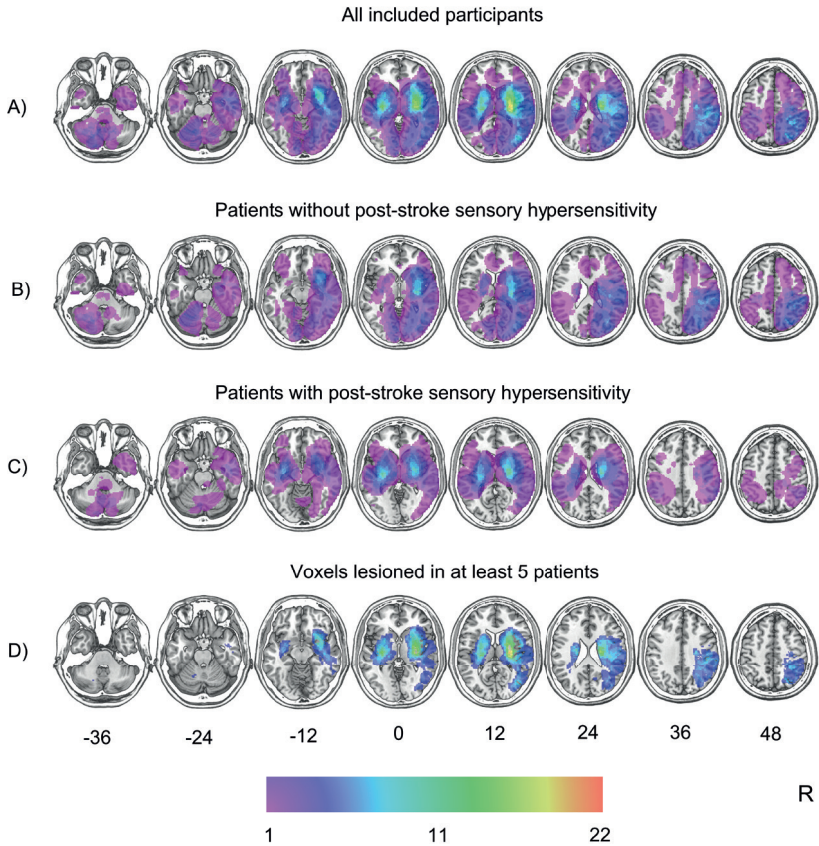 All included participants
A)
Patients without post-stroke sensory hypersensitivity
B)
Patients with post-stroke sensory hypersensitivity
C)
Voxels lesioned in at least 5 patients
D)
-36 -24 -12 0 12 24 36 48
R
1 11 22